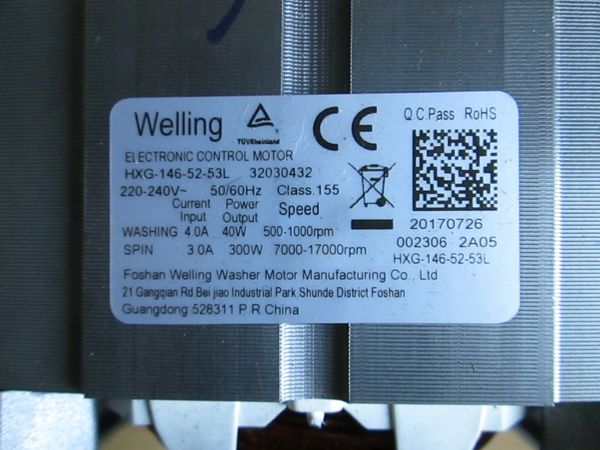 Welling
TÜVRheinland
CE
Q.C.Pass RoHS
ELECTRONIC CONTROL MOTOR
HXG-146-52-53L 32030432
220-240V~ 50/60Hz Class.155
Current Input Power Output Speed
WASHING 4.0A 40W 500-1000rpm
SPIN 3.0A 300W 7000-17000rpm
20170726
002306 2A05
HXG-146-52-53L
Foshan Welling Washer Motor Manufacturing Co., Ltd
21 Gangqian Rd Beijiao Industrial Park Shunde District Foshan
Guangdong 528311 P R China